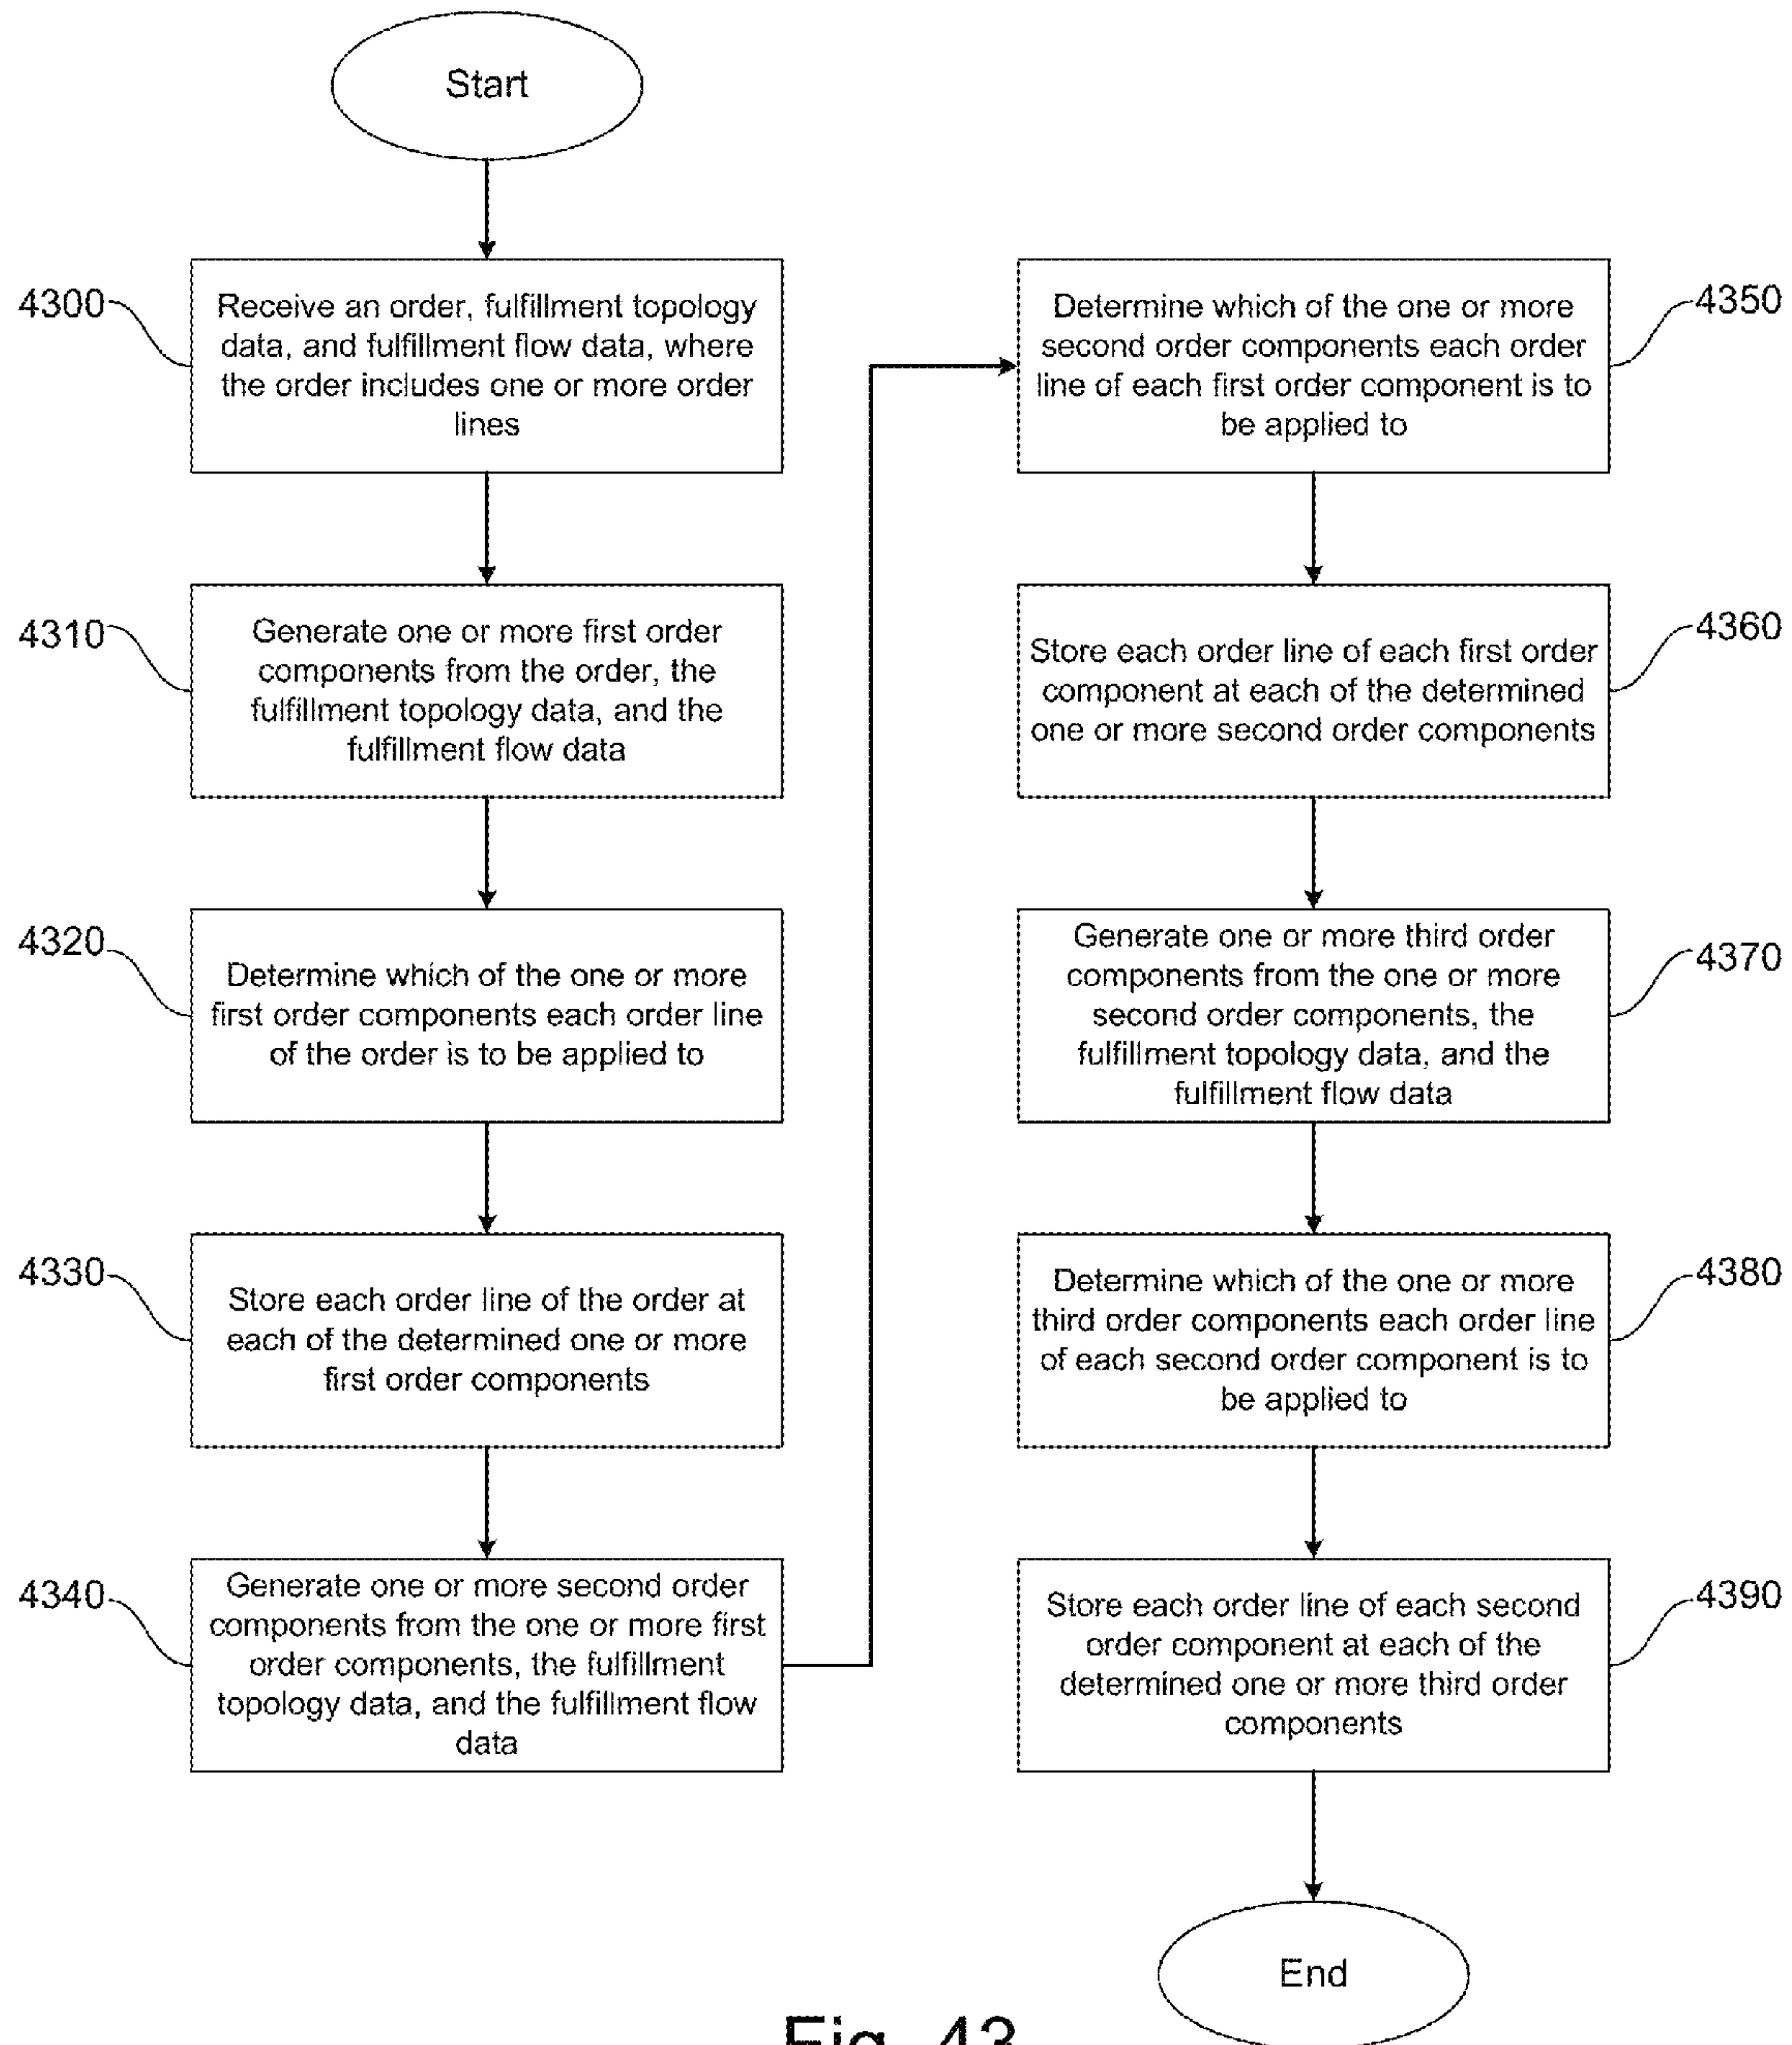 Start
4300
Receive an order, fulfillment topology
data, and fulfillment flow data, where
the order includes one or more order
lines
4310
Generate one or more first order
components from the order, the
fulfillment topology data, and the
fulfillment flow data
4320
Determine which of the one or more
first order components each order line
of the order is to be applied to
4330
Store each order line of the order at
each of the determined one or more
first order components
4340
Generate one or more second order
components from the one or more first
order components, the fulfillment
topology data, and the fulfillment flow
data
4350
Determine which of the one or more
second order components each order
line of each first order component is to
be applied to
4360
Store each order line of each first order
component at each of the determined
one or more second order components
4370
Generate one or more third order
components from the one or more
second order components, the
fulfillment topology data, and the
fulfillment flow data
4380
Determine which of the one or more
third order components each order line
of each second order component is to
be applied to
4390
Store each order line of each second
order component at each of the
determined one or more third order
components
End
Fig. 43